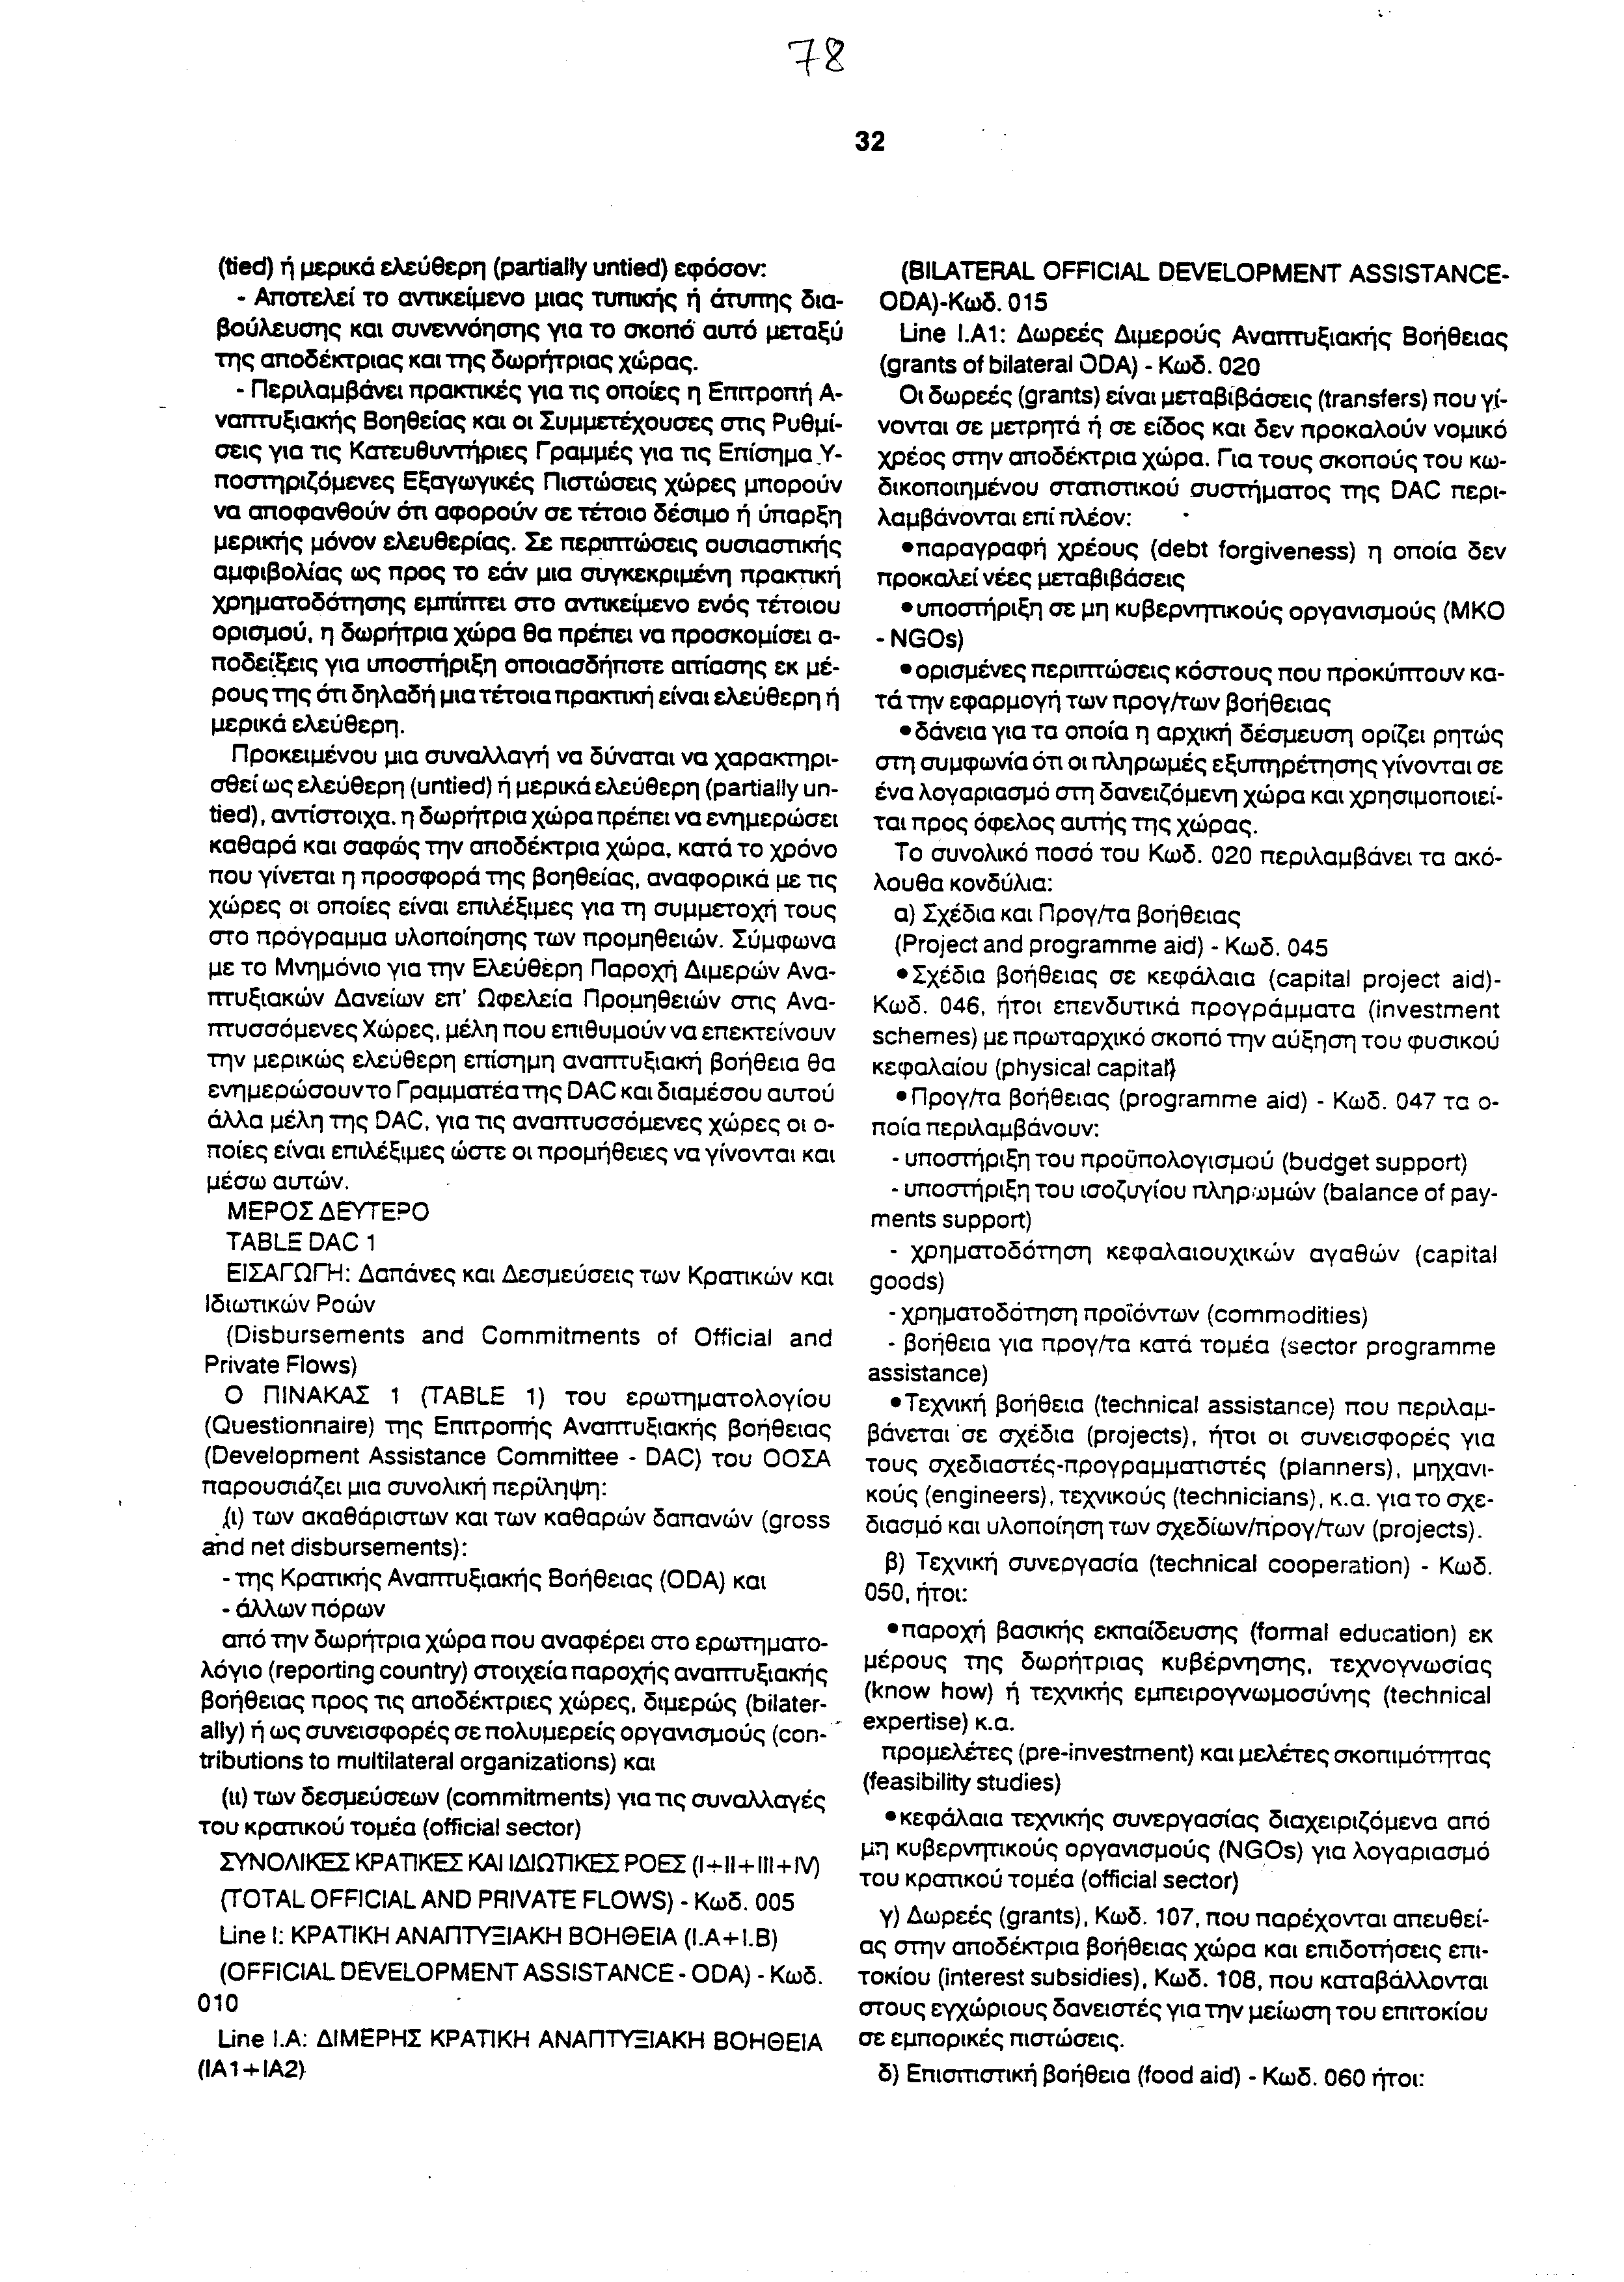 78
32
(tied) ή μερικά ελεύθερη (partially untied) εφόσον:
- Αποτελεί το αντικείμενο μιας τυπικής ή άτυπης δια-
βούλευσης και συνεννόησης για το σκοπό αυτό μεταξύ
της αποδέκτριας και της δωρήτριας χώρας.
- Περιλαμβάνει πρακτικές για τις οποίες η Επιτροπή Α-
ναπτυξιακής Βοηθείας και οι Συμμετέχουσες στις Ρυθμί-
σεις για τις Κατευθυντήριες Γραμμές για τις Επίσημα Υ-
ποστηριζόμενες Εξαγωγικές Πιστώσεις χώρες μπορούν
να αποφανθούν ότι αφορούν σε τέτοιο δέσιμο ή ύπαρξη
μερικής μόνον ελευθερίας. Σε περιπτώσεις ουσιαστικής
αμφιβολίας ως προς το εάν μια συγκεκριμένη πρακτική
χρηματοδότησης εμπίπτει στο αντικείμενο ενός τέτοιου
ορισμού, η δωρήτρια χώρα θα πρέπει να προσκομίσει α-
ποδείξεις για υποστήριξη οποιασδήποτε αιτίασης εκ μέ-
ρους της ότι δηλαδή μια τέτοια πρακτική είναι ελεύθερη ή
μερικά ελεύθερη.
Προκειμένου μια συναλλαγή να δύναται να χαρακτηρι-
σθεί ως ελεύθερη (untied) ή μερικά ελεύθερη (partially un-
tied), αντίστοιχα, η δωρήτρια χώρα πρέπει να ενημερώσει
καθαρά και σαφώς την αποδέκτρια χώρα, κατά το χρόνο
που γίνεται η προσφορά της βοηθείας, αναφορικά με τις
χώρες οι οποίες είναι επιλέξιμες για τη συμμετοχή τους
στο πρόγραμμα υλοποίησης των προμηθειών. Σύμφωνα
με το Μνημόνιο για την Ελεύθερη Παροχή Διμερών Ανα-
πτυξιακών Δανείων επ' Ωφελεία Προμηθειών στις Ανα-
πτυσσόμενες Χώρες, μέλη που επιθυμούν να επεκτείνουν
την μερικώς ελεύθερη επίσημη αναπτυξιακή βοήθεια θα
ενημερώσουν το Γραμματέα της DAC και διαμέσου αυτού
άλλα μέλη της DAC, για τις αναπτυσσόμενες χώρες οι ο-
ποίες είναι επιλέξιμες ώστε οι προμήθειες να γίνονται και
μέσω αυτών.
ΜΕΡΟΣ ΔΕΥΤΕΡΟ
TABLE DAC 1
ΕΙΣΑΓΩΓΗ: Δαπάνες και Δεσμεύσεις των Κρατικών και
Ιδιωτικών Ροών
(Disbursements and Commitments of Official and
Private Flows)
Ο ΠΙΝΑΚΑΣ 1 (TABLE 1) του ερωτηματολογίου
(Questionnaire) της Επιτροπής Αναπτυξιακής βοήθειας
(Development Assistance Committee - DAC) του ΟΟΣΑ
παρουσιάζει μια συνολική περίληψη:
(ι) των ακαθάριστων και των καθαρών δαπανών (gross
and net disbursements):
- της Κρατικής Αναπτυξιακής Βοήθειας (ODA) και
- άλλων πόρων
από την δωρήτρια χώρα που αναφέρει στο ερωτηματο-
λόγιο (reporting country) στοιχεία παροχής αναπτυξιακής
βοήθειας προς τις αποδέκτριες χώρες, διμερώς (bilater-
ally) ή ως συνεισφορές σε πολυμερείς οργανισμούς (con-
tributions to multilateral organizations) και
(ιι) των δεσμεύσεων (commitments) για τις συναλλαγές
του κρατικού τομέα (official sector)
ΣΥΝΟΛΙΚΕΣ ΚΡΑΤΙΚΕΣ ΚΑΙ ΙΔΙΩΤΙΚΕΣ ΡΟΕΣ (I+II+III+IV)
(TOTAL OFFICIAL AND PRIVATE FLOWS) - Κωδ. 005
Line I: ΚΡΑΤΙΚΗ ΑΝΑΠΤΥΞΙΑΚΗ ΒΟΗΘΕΙΑ (I.A+I.B)
(OFFICIAL DEVELOPMENT ASSISTANCE - ODA) - Κωδ.
010
Line I.A: ΔΙΜΕΡΗΣ ΚΡΑΤΙΚΗ ΑΝΑΠΤΥΞΙΑΚΗ ΒΟΗΘΕΙΑ
(IA1+IA2)
(BILATERAL OFFICIAL DEVELOPMENT ASSISTANCE-
ODA)-Κωδ. 015
Line I.A1: Δωρεές Διμερούς Αναπτυξιακής Βοήθειας
(grants of bilateral ODA) - Κωδ. 020
Οι δωρεές (grants) είναι μεταβιβάσεις (transfers) που γί-
νονται σε μετρητά ή σε είδος και δεν προκαλούν νομικό
χρέος στην αποδέκτρια χώρα. Για τους σκοπούς του κω-
δικοποιημένου στατιστικού συστήματος της DAC περι-
λαμβάνονται επί πλέον:
•παραγραφή χρέους (debt forgiveness) η οποία δεν
προκαλεί νέες μεταβιβάσεις
•υποστήριξη σε μη κυβερνητικούς οργανισμούς (ΜΚΟ
- NGOs)
•ορισμένες περιπτώσεις κόστους που προκύπτουν κα-
τά την εφαρμογή των προγ/των βοήθειας
•δάνεια για τα οποία η αρχική δέσμευση ορίζει ρητώς
στη συμφωνία ότι οι πληρωμές εξυπηρέτησης γίνονται σε
ένα λογαριασμό στη δανειζόμενη χώρα και χρησιμοποιεί-
ται προς όφελος αυτής της χώρας.
Το συνολικό ποσό του Κωδ. 020 περιλαμβάνει τα ακό-
λουθα κονδύλια:
α) Σχέδια και Προγ/τα βοήθειας
(Project and programme aid) - Κωδ. 045
•Σχέδια βοήθειας σε κεφάλαια (capital project aid)-
Κωδ. 046, ήτοι επενδυτικά προγράμματα (investment
schemes) με πρωταρχικό σκοπό την αύξηση του φυσικού
κεφαλαίου (physical capital)
•Προγ/τα βοήθειας (programme aid) - Κωδ. 047 τα ο-
ποία περιλαμβάνουν:
- υποστήριξη του προϋπολογισμού (budget support)
- υποστήριξη του ισοζυγίου πληρωμών (balance of pay-
ments support)
- χρηματοδότηση κεφαλαιουχικών αγαθών (capital
goods)
- χρηματοδότηση προϊόντων (commodities)
- βοήθεια για προγ/τα κατά τομέα (sector programme
assistance)
•Τεχνική βοήθεια (technical assistance) που περιλαμ-
βάνεται σε σχέδια (projects), ήτοι οι συνεισφορές για
τους σχεδιαστές-προγραμματιστές (planners), μηχανι-
κούς (engineers), τεχνικούς (technicians), κ.α. για το σχε-
διασμό και υλοποίηση των σχεδίων/προγ/των (projects).
β) Τεχνική συνεργασία (technical cooperation) - Κωδ.
050, ήτοι:
•παροχή βασικής εκπαίδευσης (formal education) εκ
μέρους της δωρήτριας κυβέρνησης, τεχνογνωσίας
(know how) ή τεχνικής εμπειρογνωμοσύνης (technical
expertise) κ.α.
προμελέτες (pre-investment) και μελέτες σκοπιμότητας
(feasibility studies)
•κεφάλαια τεχνικής συνεργασίας διαχειριζόμενα από
μη κυβερνητικούς οργανισμούς (NGOs) για λογαριασμό
του κρατικού τομέα (official sector)
γ) Δωρεές (grants), Κωδ. 107, που παρέχονται απευθεί-
ας στην αποδέκτρια βοήθειας χώρα και επιδοτήσεις επι-
τοκίου (interest subsidies), Κωδ. 108, που καταβάλλονται
στους εγχώριους δανειστές για την μείωση του επιτοκίου
σε εμπορικές πιστώσεις.
δ) Επισιτιστική βοήθεια (food aid) - Κωδ. 060 ήτοι: